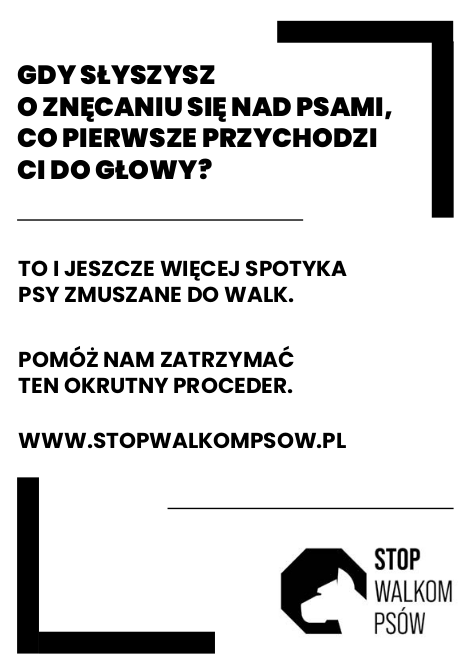 GDY SŁYSZYSZ
O ZNĘCANIU SIĘ NAD PSAMI,
CO PIERWSZE PRZYCHODZI
CI DO GŁOWY?
TO I JESZCZE WIĘCEJ SPOTYKA
PSY ZMUSZANE DO WALK.
POMÓŻ NAM ZATRZYMAĆ
TEN OKRUTNY PROCEDER.
WWW.STOPWALKOMPSOW.PL
STOP
WALKOM
PSÓW